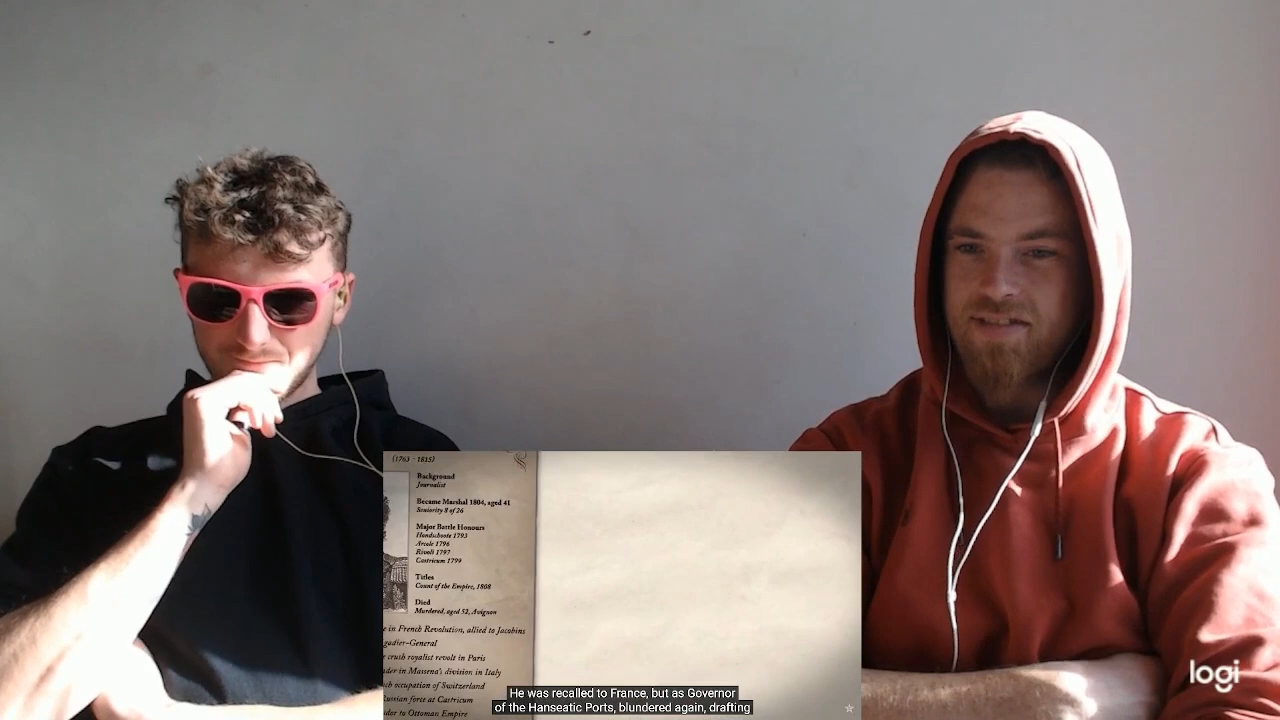 (1763 - 1815)
Background
Journalist
Became Marshal 1804, aged 41
Seniority 8 of 26
Major Battle Honours
Hondschoote 1793
Arcole 1796
Rivoli 1797
Castricum 1799
Titles
Count of the Empire, 1808
Died
Murdered, aged 52, Avignon
e in French Revolution, allied to Jacobins
gadier-General
r crush royalist revolt in Paris
der in Massena's division in Italy
ch occupation of Switzerland
Russian force at Castricum
dor to Ottoman Empire
He was recalled to France, but as Governor
of the Hanseatic Ports, blundered again, drafting
logi